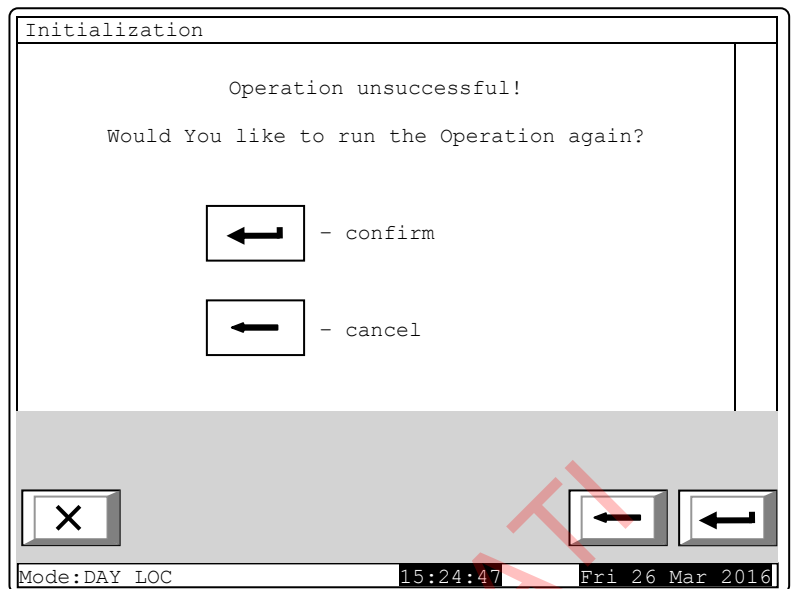 Initialization
Operation unsuccessful!
Would You like to run the Operation again?
- confirm
- cancel
Mode:DAY LOC 15:24:47 Fri 26 Mar 2016